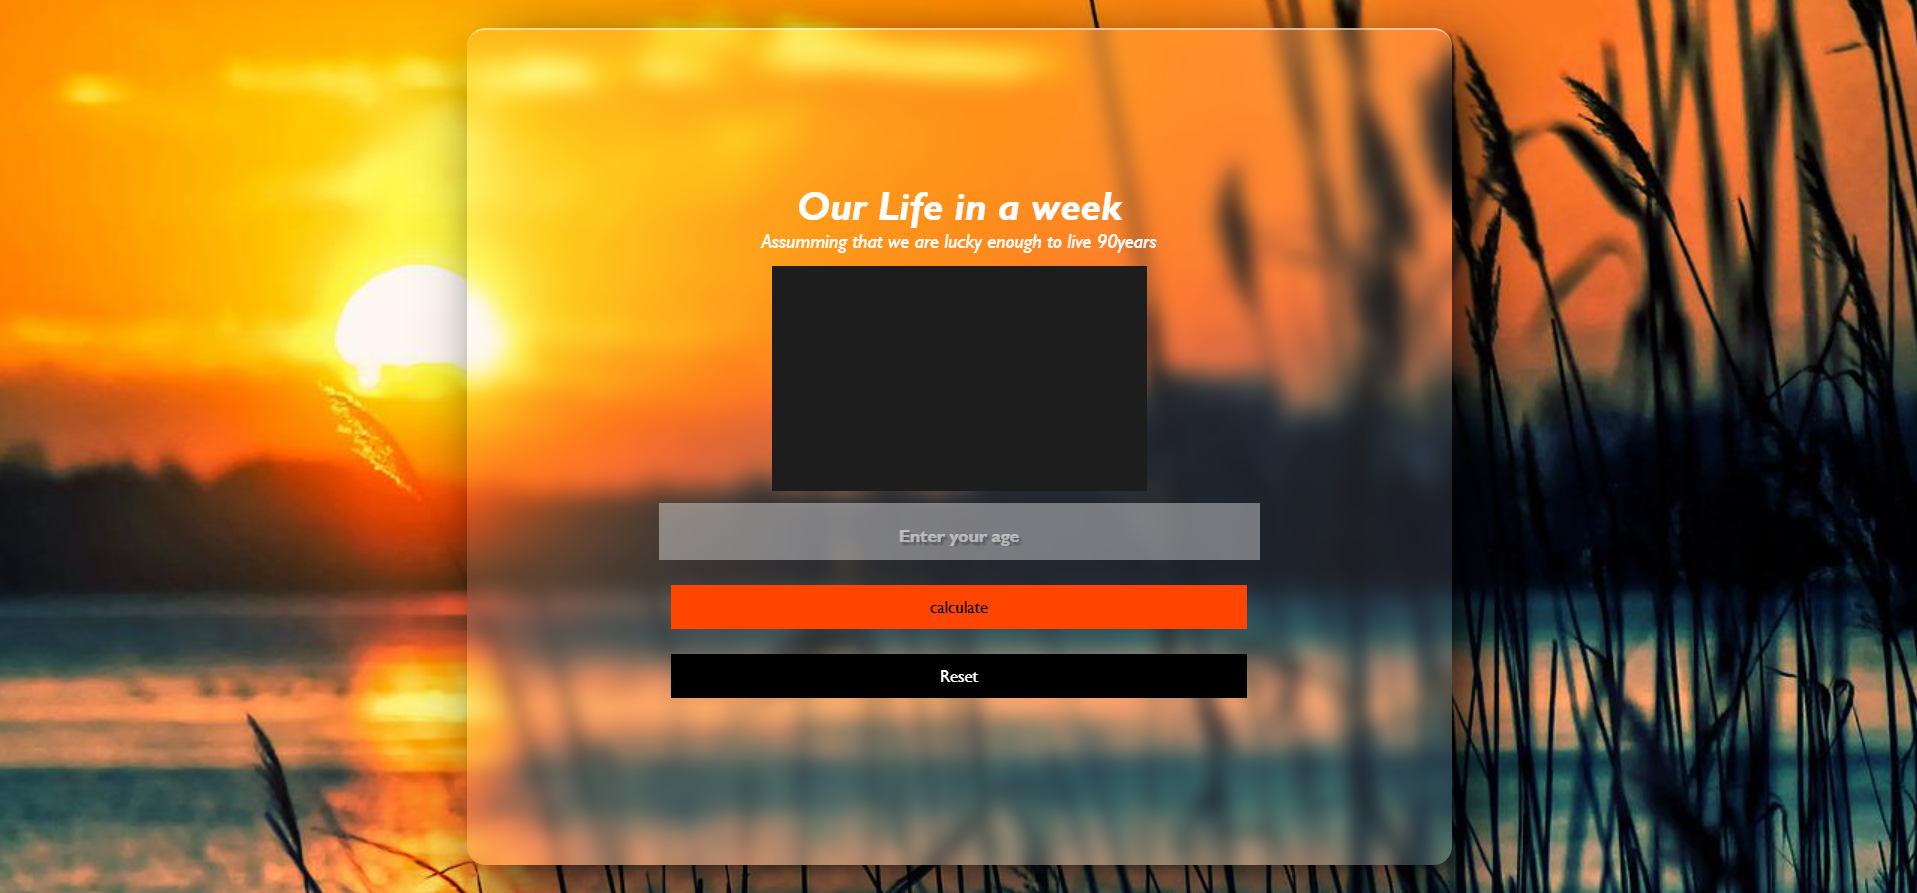 Our Life in a week
Assumming that we are lucky enough to live 90years
Enter your age
calculate
Reset